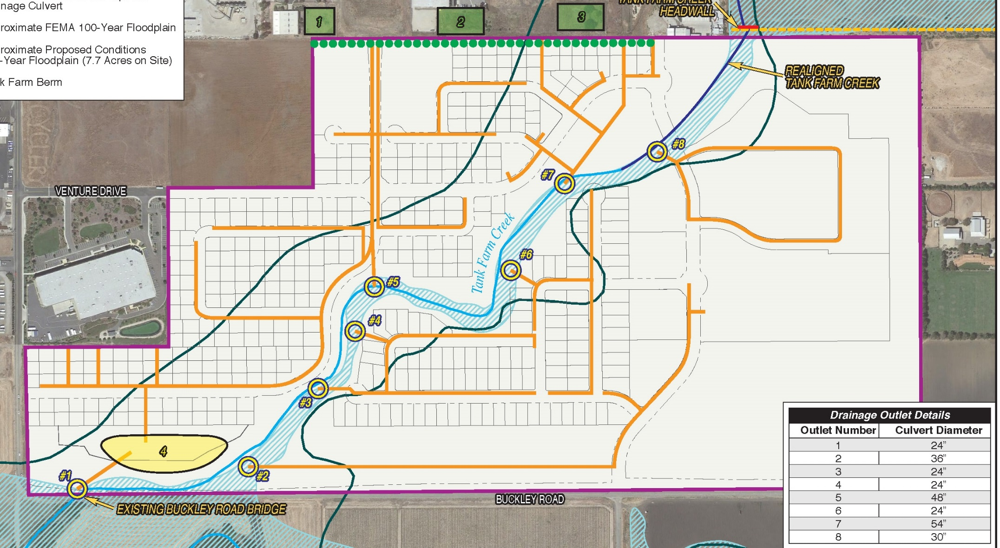 nage Culvert
roximate FEMA 100-Year Floodplain
roximate Proposed Conditions
-Year Floodplain (7.7 Acres on Site)
k Farm Berm
1
2
3
TANK FARM CREEK
HEADWALL
REALIGNED
TANK FARM CREEK
VENTURE DRIVE
#8
#7
Tank Farm Creek
#6
#5
#4
#3
4
#1
#2
EXISTING BUCKLEY ROAD BRIDGE
BUCKLEY ROAD
Drainage Outlet Details
Outlet Number Culvert Diameter
1 24”
2 36”
3 24”
4 24”
5 48”
6 24”
7 54”
8 30”